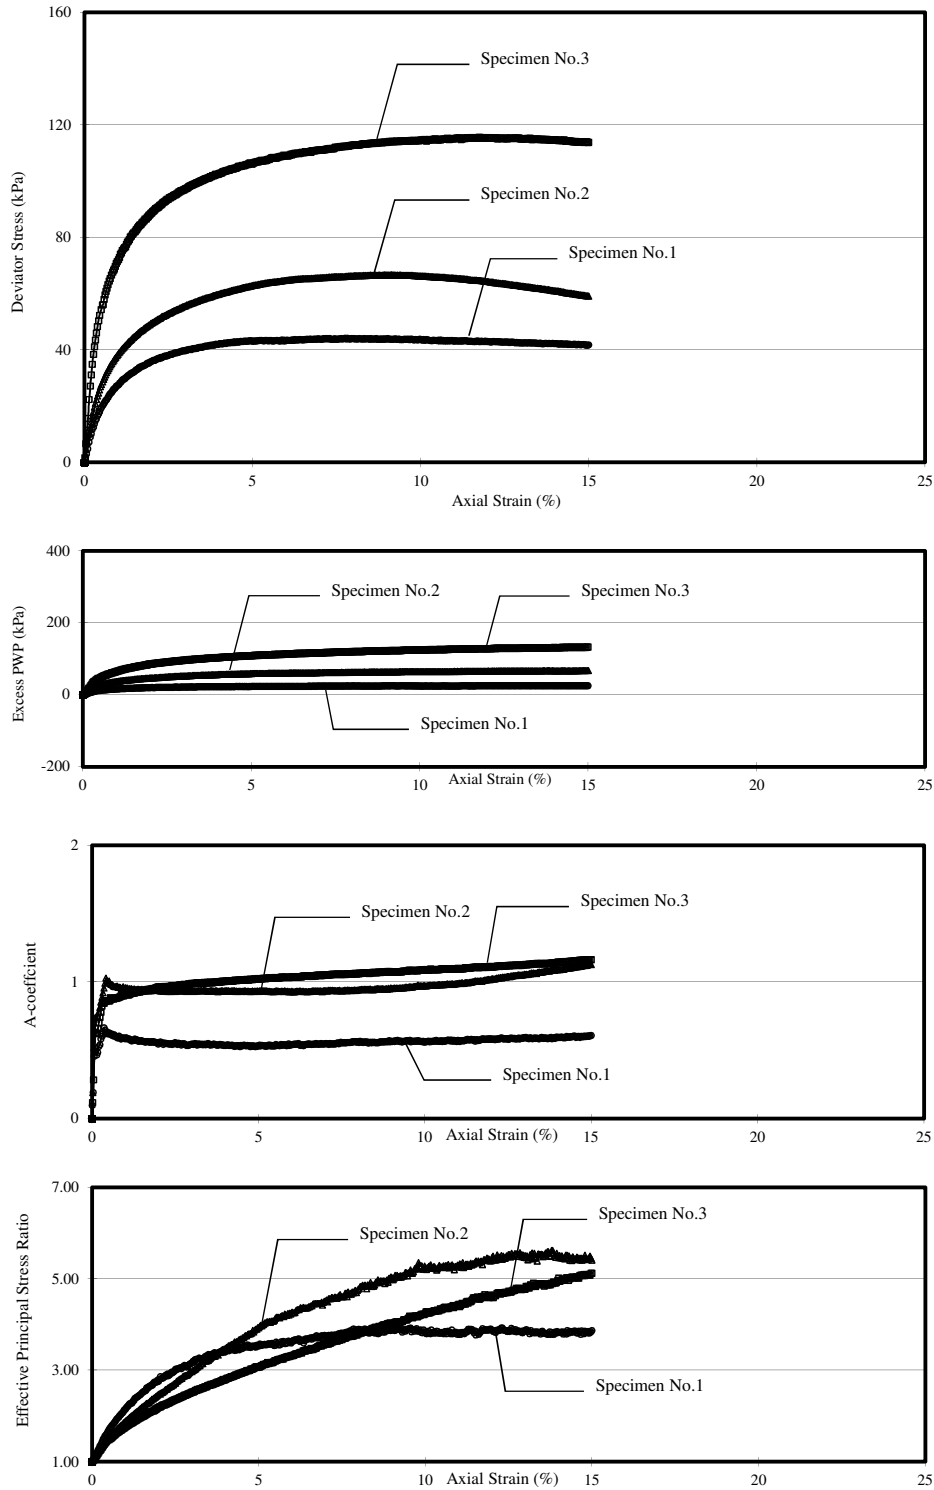 160
Specimen No.3
120
Specimen No.2
Specimen No.1
80
40
0
Deviator Stress (kPa)
0 5 10 15 20 25
Axial Strain (%)
400
Specimen No.2 Specimen No.3
200
0
Specimen No.1
-200
Excess PWP (kPa)
0 5 10 15 20 25
Axial Strain (%)
2
Specimen No.2 Specimen No.3
1
Specimen No.1
0
A-coeffcient
0 5 10 15 20 25
Axial Strain (%)
7.00
Specimen No.2 Specimen No.3
5.00
3.00
Specimen No.1
1.00
Effective Principal Stress Ratio
0 5 10 15 20 25
Axial Strain (%)